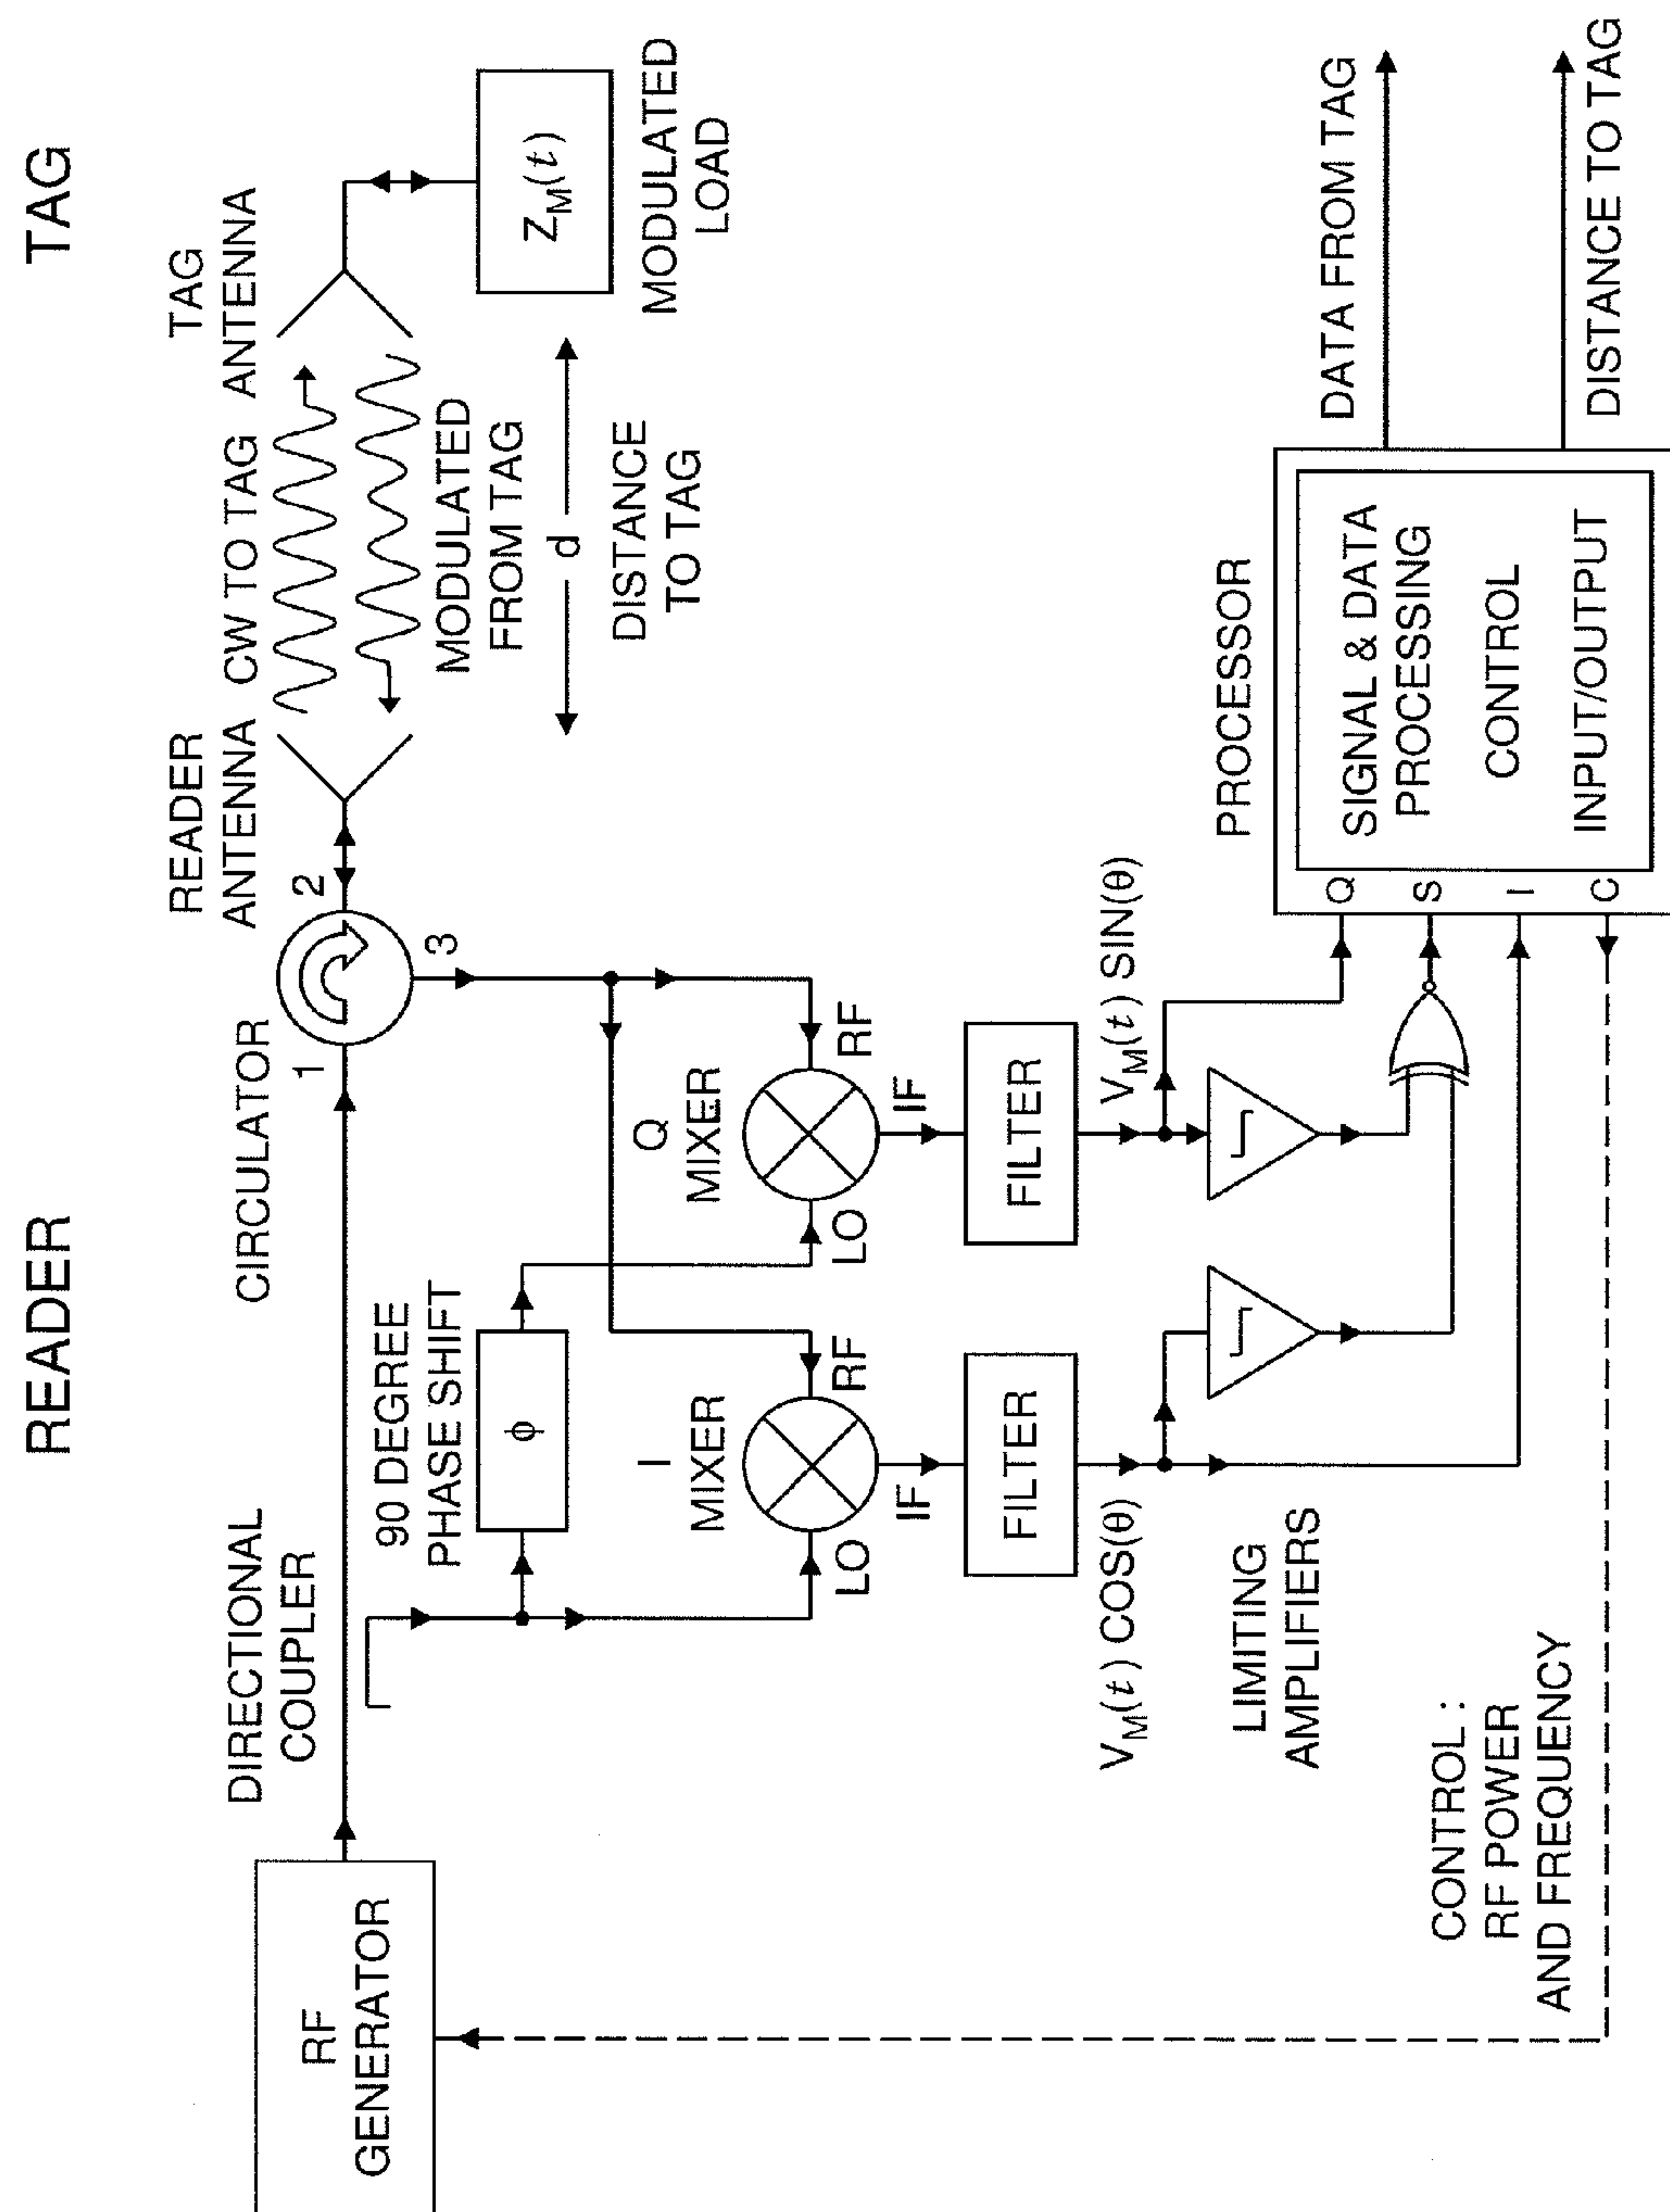 READER
TAG
RF
GENERATOR
DIRECTIONAL
COUPLER
CIRCULATOR
1
2
3
READER
ANTENNA
CW TO TAG
TAG
ANTENNA
MODULATED
FROM TAG
d
DISTANCE
TO TAG
Z_M(t)
MODULATED
LOAD
90 DEGREE
PHASE SHIFT
ϕ
I
MIXER
LO
RF
IF
Q
MIXER
LO
RF
IF
FILTER
FILTER
V_M(t) COS(θ)
V_M(t) SIN(θ)
LIMITING
AMPLIFIERS
CONTROL :
RF POWER
AND FREQUENCY
PROCESSOR
Q
S
I
C
SIGNAL & DATA
PROCESSING
CONTROL
INPUT/OUTPUT
DATA FROM TAG
DISTANCE TO TAG